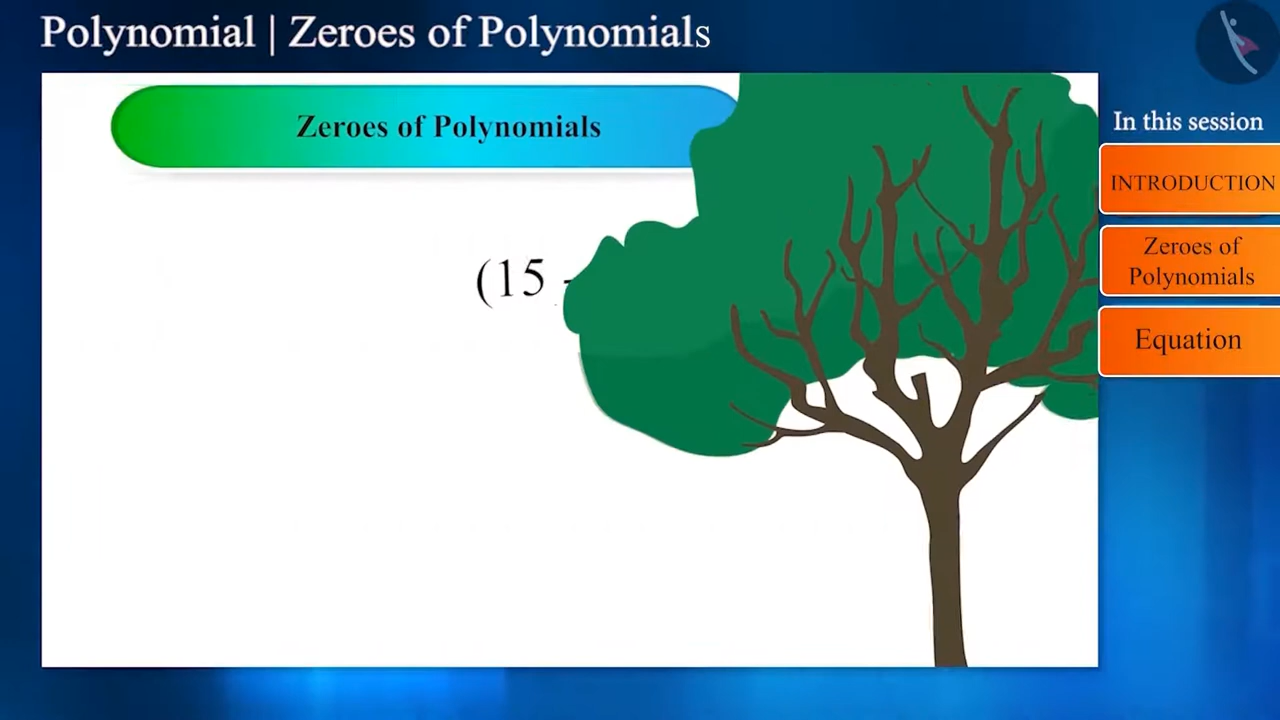 Polynomial | Zeroes of Polynomials
Zeroes of Polynomials
(15 -
In this session
INTRODUCTION
Zeroes of
Polynomials
Equation